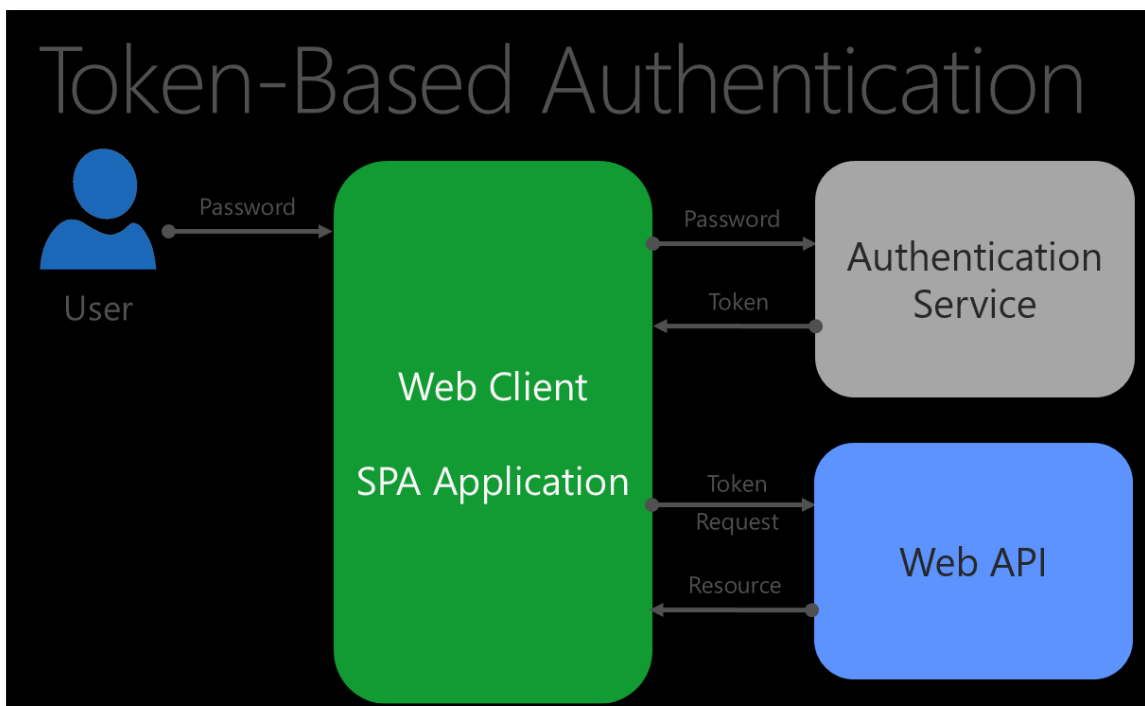 Token-Based Authentication
User
Password
Web Client
SPA Application
Password
Token
Authentication
Service
Token
Request
Resource
Web API